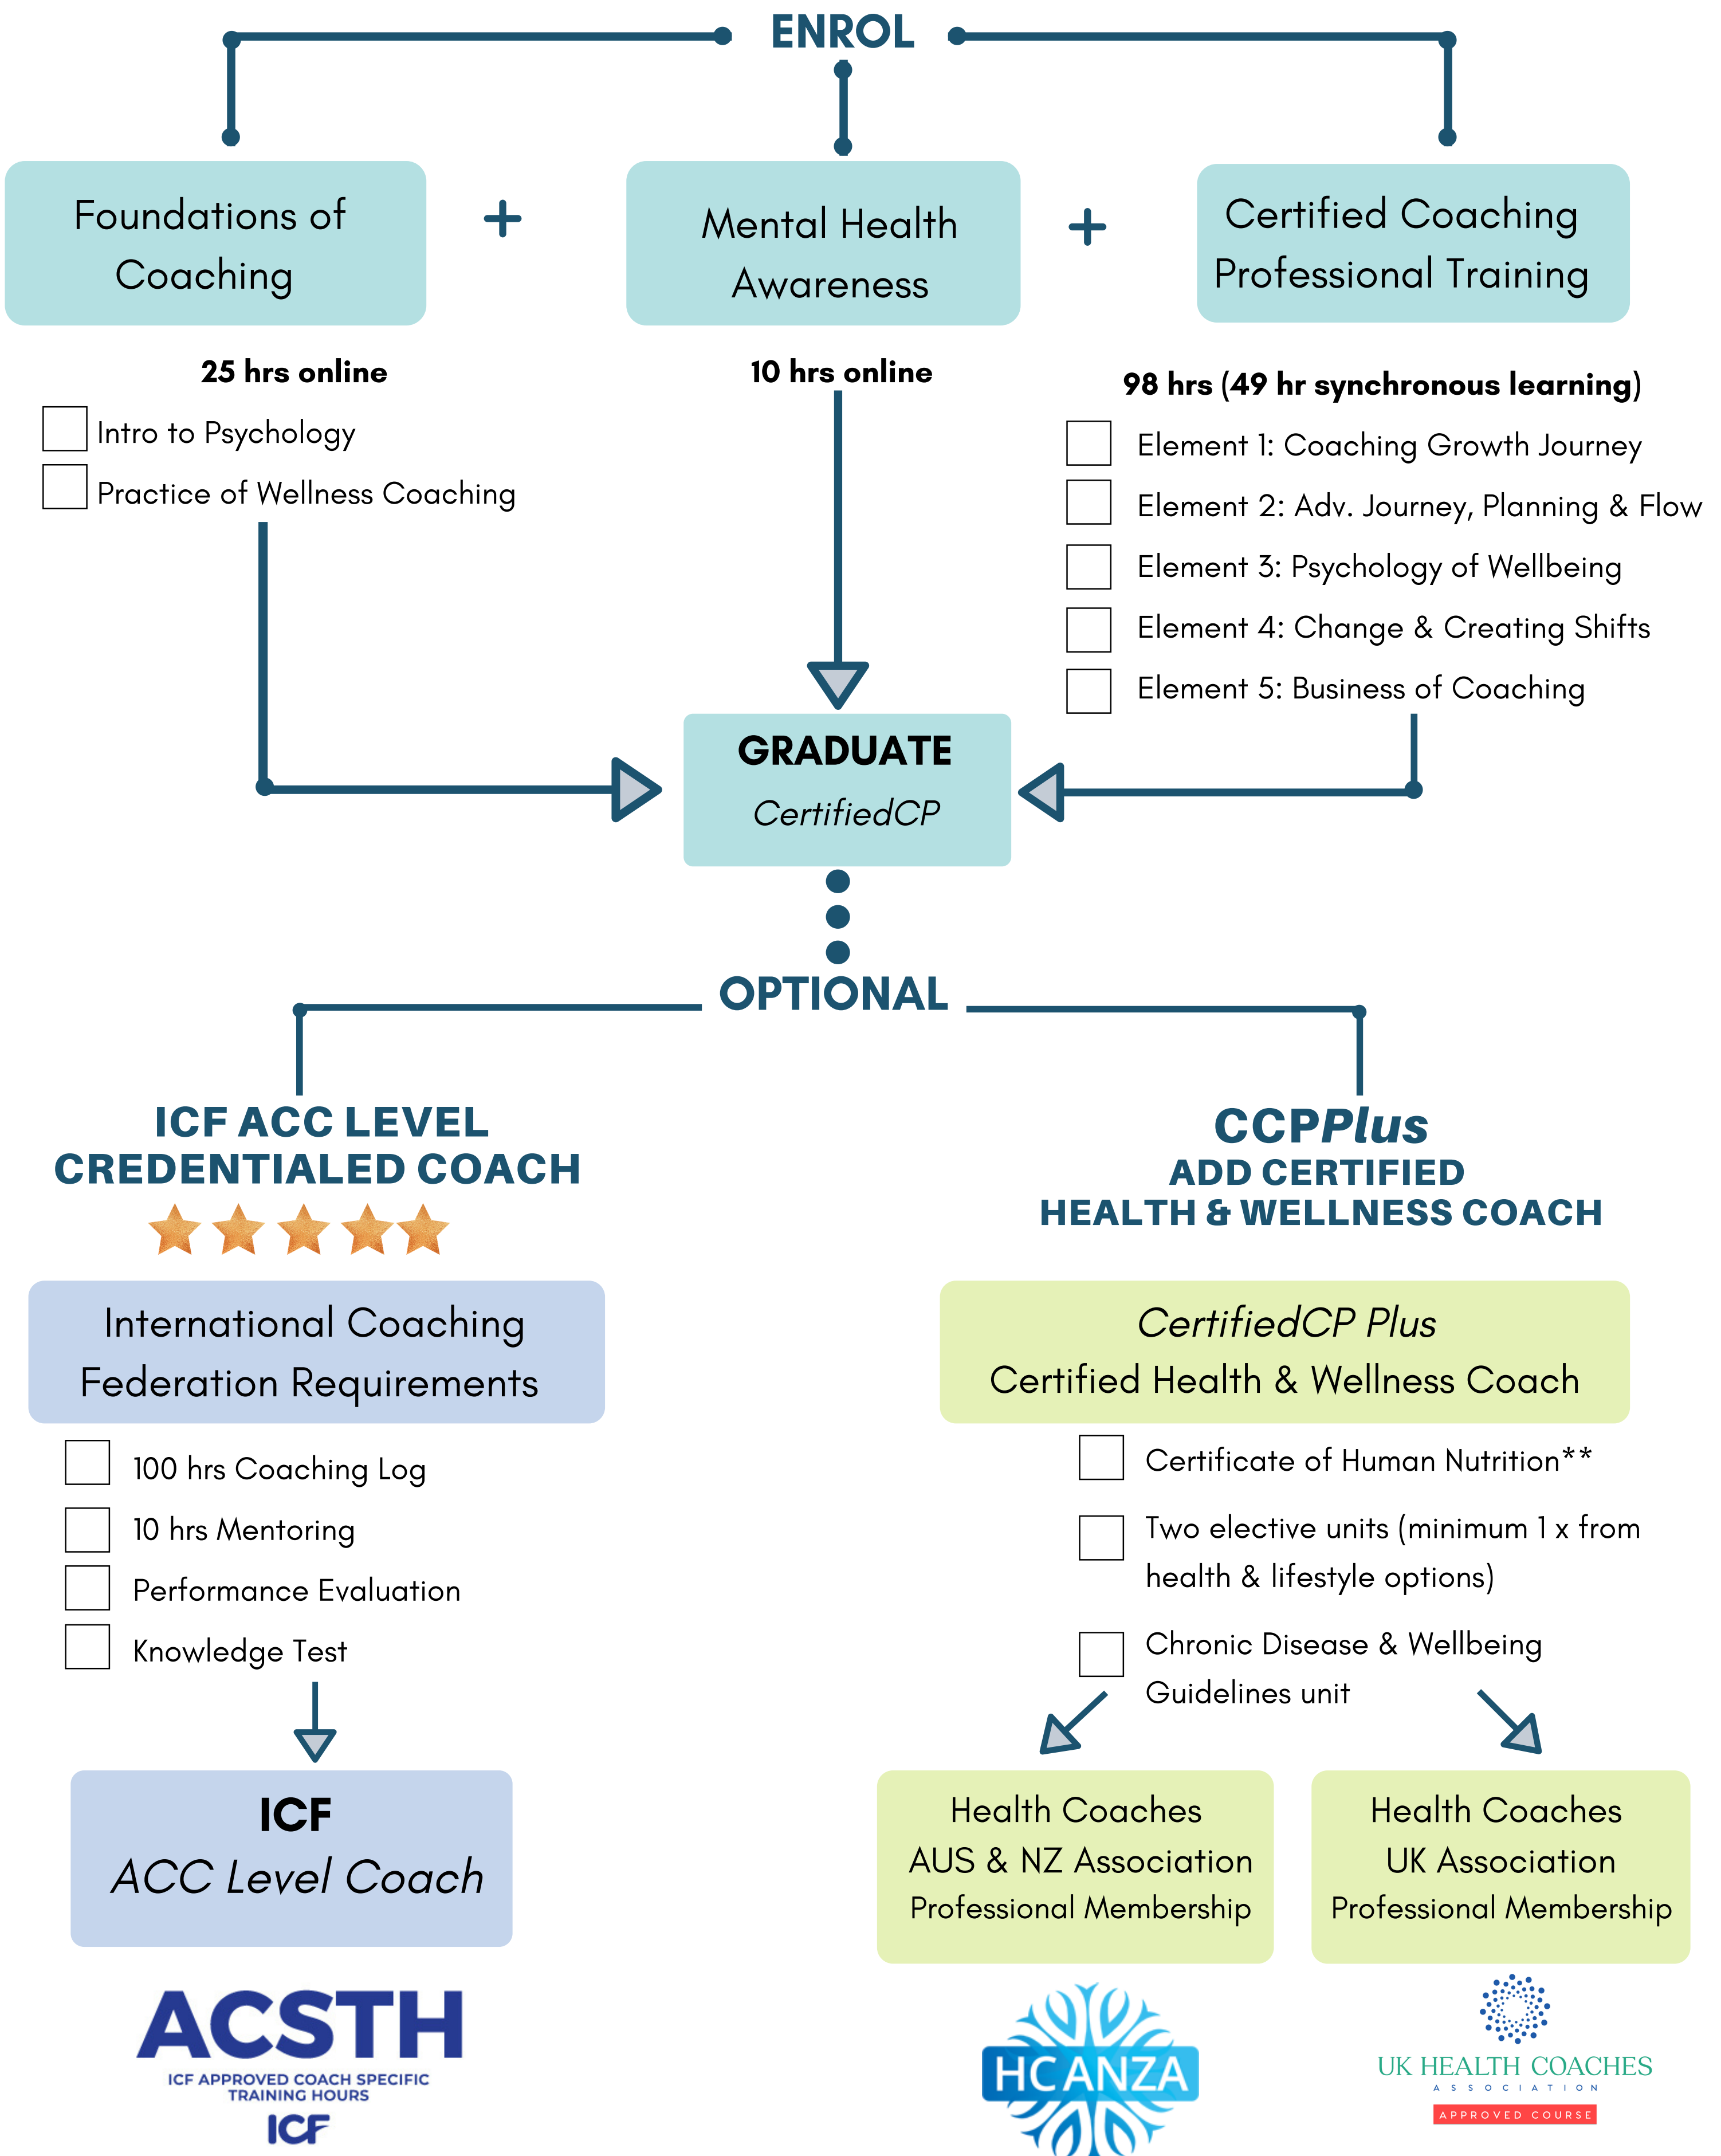 ENROL
Foundations of
Coaching
+
Mental Health
Awareness
+
Certified Coaching
Professional Training
25 hrs online
Intro to Psychology
Practice of Wellness Coaching
10 hrs online
98 hrs (49 hr synchronous learning)
Element 1: Coaching Growth Journey
Element 2: Adv. Journey, Planning & Flow
Element 3: Psychology of Wellbeing
Element 4: Change & Creating Shifts
Element 5: Business of Coaching
GRADUATE
CertifiedCP
OPTIONAL
ICF ACC LEVEL
CREDENTIALED COACH
International Coaching
Federation Requirements
100 hrs Coaching Log
10 hrs Mentoring
Performance Evaluation
Knowledge Test
ICF
ACC Level Coach
ACSTH
ICF APPROVED COACH SPECIFIC
TRAINING HOURS
ICF
CCPPlus
ADD CERTIFIED
HEALTH & WELLNESS COACH
CertifiedCP Plus
Certified Health & Wellness Coach
Certificate of Human Nutrition**
Two elective units (minimum 1 x from
health & lifestyle options)
Chronic Disease & Wellbeing
Guidelines unit
Health Coaches
AUS & NZ Association
Professional Membership
HCANZA
Health Coaches
UK Association
Professional Membership
UK HEALTH COACHES
ASSOCIATION
APPROVED COURSE